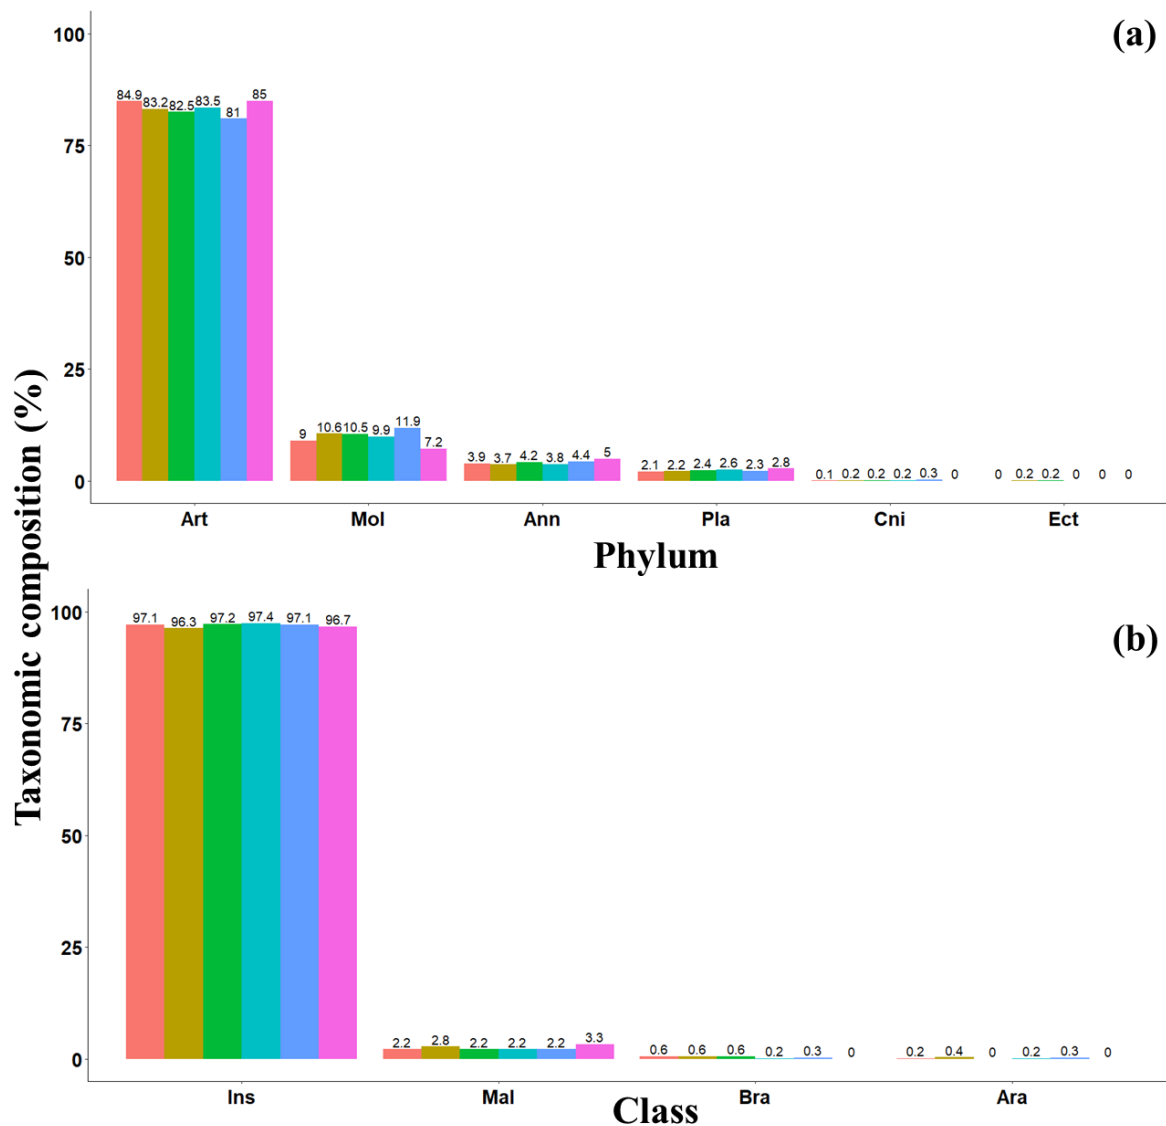 (a)
100
75
50
25
0
84.9 83.2 82.5 83.5 81 85
9 10.6 10.5 9.9 11.9 7.2
3.9 3.7 4.2 3.8 4.4 5
2.1 2.2 2.4 2.6 2.3 2.8
0.1 0.2 0.2 0.2 0.3 0
0 0.2 0.2 0 0 0
Art Mol Ann Pla Cni Ect
Phylum
Taxonomic composition (%)
(b)
100
75
50
25
0
97.1 96.3 97.2 97.4 97.1 96.7
2.2 2.8 2.2 2.2 2.2 3.3
0.6 0.6 0.6 0.2 0.3 0
0.2 0.4 0 0.2 0.3 0
Ins Mal Bra Ara
Class